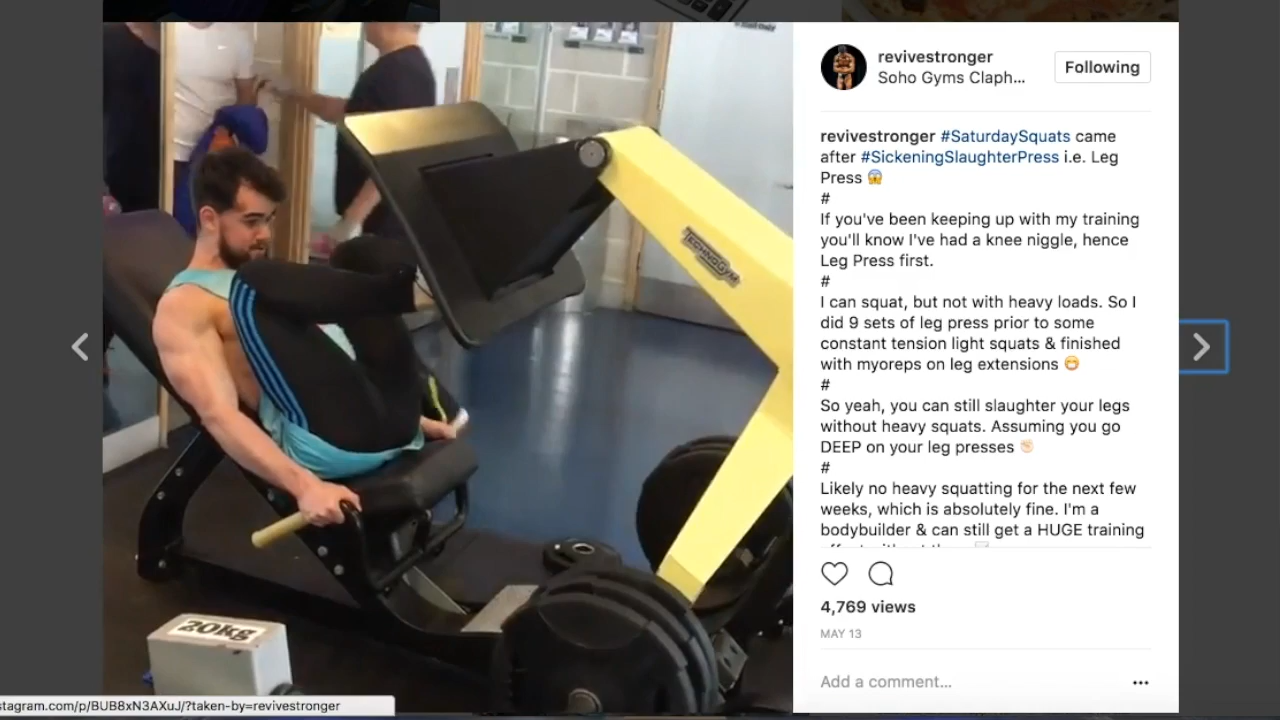 revivestronger
Soho Gyms Claph...
Following
revivestronger #SaturdaySquats came
after #SickeningSlaughterPress i.e. Leg
Press 😱
#
If you've been keeping up with my training
you'll know I've had a knee niggle, hence
Leg Press first.
#
I can squat, but not with heavy loads. So I
did 9 sets of leg press prior to some
constant tension light squats & finished
with myoreps on leg extensions 😁
#
So yeah, you can still slaughter your legs
without heavy squats. Assuming you go
DEEP on your leg presses ✊🏻
#
Likely no heavy squatting for the next few
weeks, which is absolutely fine. I'm a
bodybuilder & can still get a HUGE training
4,769 views
MAY 13
Add a comment...
TECHNOGYM
20kg
stagram.com/p/BUB8xN3AXuJ/?taken-by=revivestronger